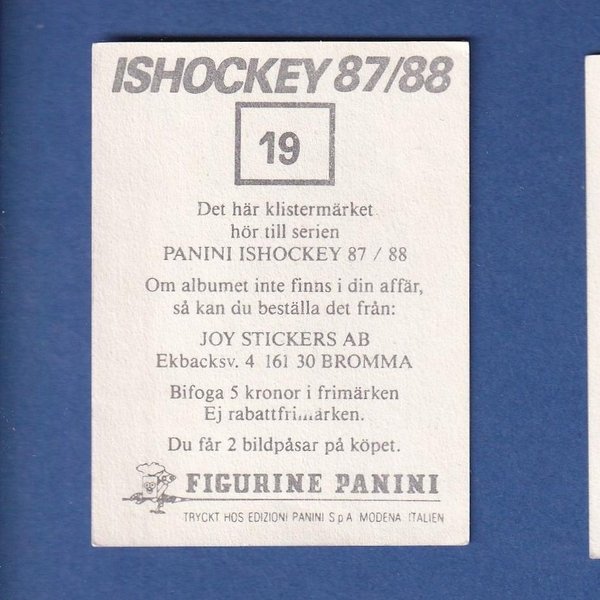 ISHOCKEY 87/88
19
Det här klistermärket
hör till serien
PANINI ISHOCKEY 87 / 88
Om albumet inte finns i din affär,
så kan du beställa det från:
JOY STICKERS AB
Ekbacksv. 4 161 30 BROMMA
Bifoga 5 kronor i frimärken
Ej rabattfrimärken.
Du får 2 bildpåsar på köpet.
FIGURINE PANINI
TRYCKT HOS EDIZIONI PANINI S.p.A. MODENA ITALIEN